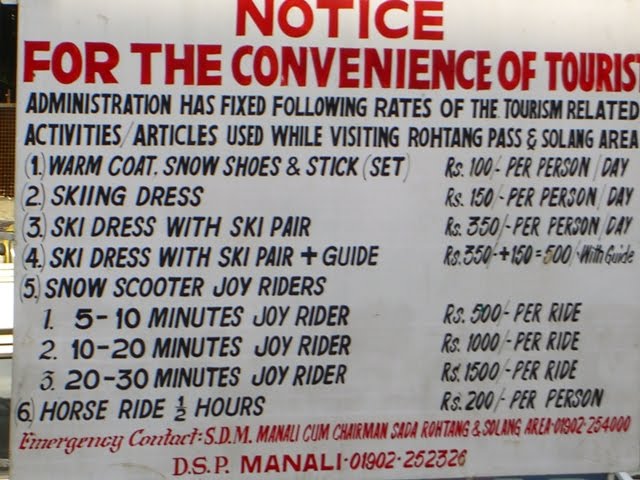 NOTICE
FOR THE CONVENIENCE OF TOURIST
ADMINISTRATION HAS FIXED FOLLOWING RATES OF THE TOURISM RELATED
ACTIVITIES/ARTICLES USED WHILE VISITING ROHTANG PASS & SOLANG AREA
(1.) WARM COAT, SNOW SHOES & STICK (SET) Rs. 100/- PER PERSON/DAY
(2.) SKIING DRESS Rs. 150/- PER PERSON/DAY
(3.) SKI DRESS WITH SKI PAIR Rs. 350/- PER PERSON/DAY
(4.) SKI DRESS WITH SKI PAIR + GUIDE Rs. 350/-+150=500/- With Guide
(5.) SNOW SCOOTER JOY RIDERS
1. 5-10 MINUTES JOY RIDER Rs. 500/- PER RIDE
2. 10-20 MINUTES JOY RIDER Rs. 1000/- PER RIDE
3. 20-30 MINUTES JOY RIDER Rs. 1500/- PER RIDE
6.) HORSE RIDE ½ HOURS Rs. 200/- PER PERSON
Emergency Contact:- S.D.M. MANALI CUM CHAIRMAN SADA ROHTANG & SOLANG AREA-01902-254000
D.S.P. MANALI-01902-252326